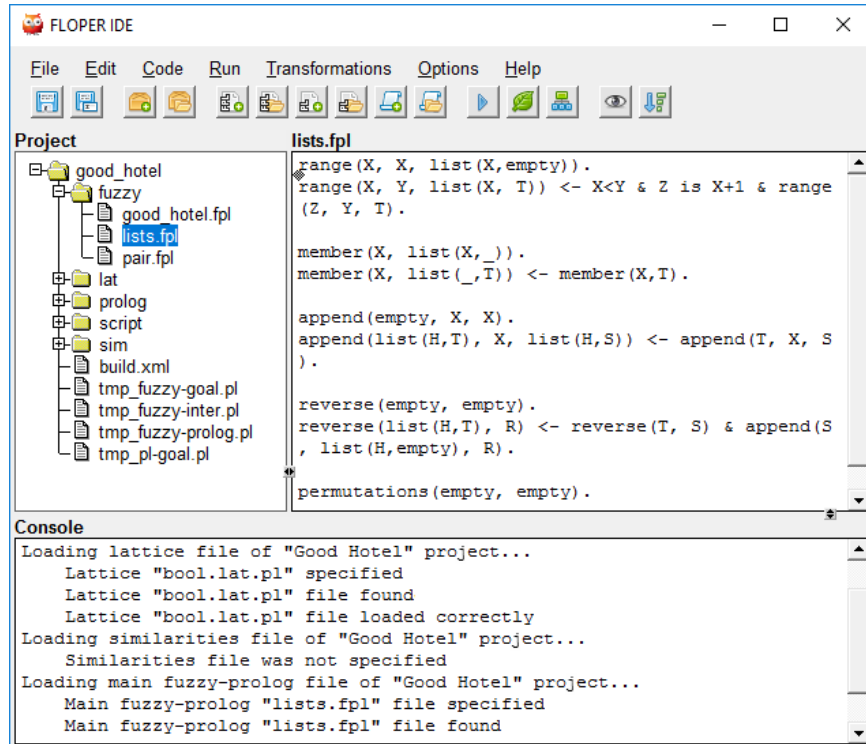 FLOPER IDE
File Edit Code Run Transformations Options Help
Project
good_hotel
fuzzy
good_hotel.fpl
lists.fpl
pair.fpl
lat
prolog
script
sim
build.xml
tmp_fuzzy-goal.pl
tmp_fuzzy-inter.pl
tmp_fuzzy-prolog.pl
tmp_pl-goal.pl
lists.fpl
range(X, X, list(X,empty)).
range(X, Y, list(X, T)) <- X<Y & Z is X+1 & range
(Z, Y, T).
member(X, list(X,_)).
member(X, list(_,T)) <- member(X,T).
append(empty, X, X).
append(list(H,T), X, list(H,S)) <- append(T, X, S
).
reverse(empty, empty).
reverse(list(H,T), R) <- reverse(T, S) & append(S
, list(H,empty), R).
permutations(empty, empty).
Console
Loading lattice file of "Good Hotel" project...
Lattice "bool.lat.pl" specified
Lattice "bool.lat.pl" file found
Lattice "bool.lat.pl" file loaded correctly
Loading similarities file of "Good Hotel" project...
Similarities file was not specified
Loading main fuzzy-prolog file of "Good Hotel" project...
Main fuzzy-prolog "lists.fpl" file specified
Main fuzzy-prolog "lists.fpl" file found